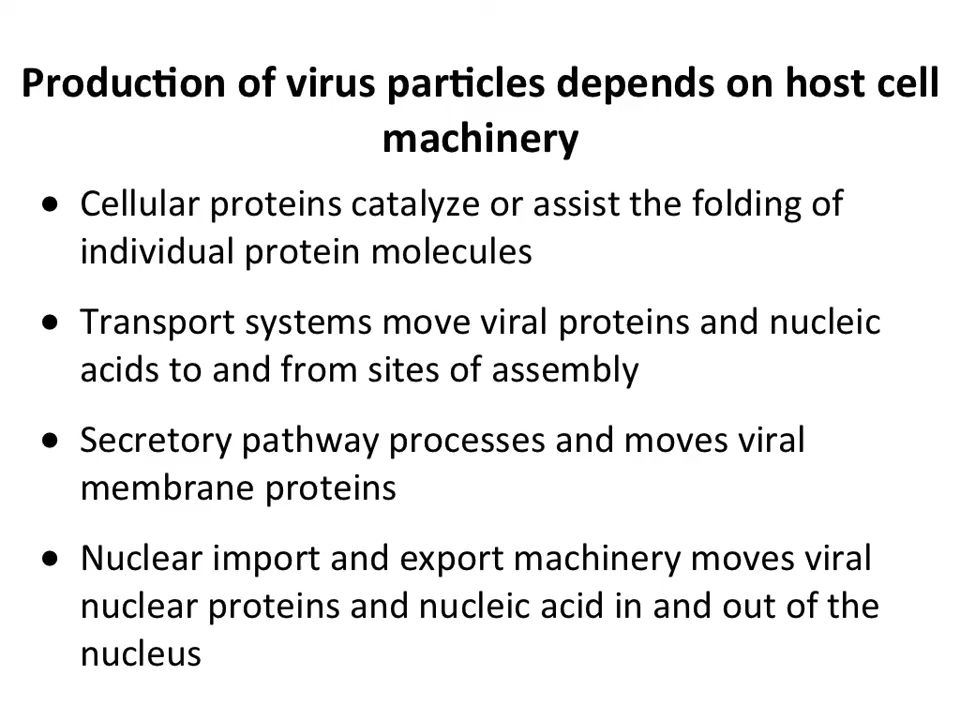 Production of virus particles depends on host cell
machinery
• Cellular proteins catalyze or assist the folding of
individual protein molecules
• Transport systems move viral proteins and nucleic
acids to and from sites of assembly
• Secretory pathway processes and moves viral
membrane proteins
• Nuclear import and export machinery moves viral
nuclear proteins and nucleic acid in and out of the
nucleus